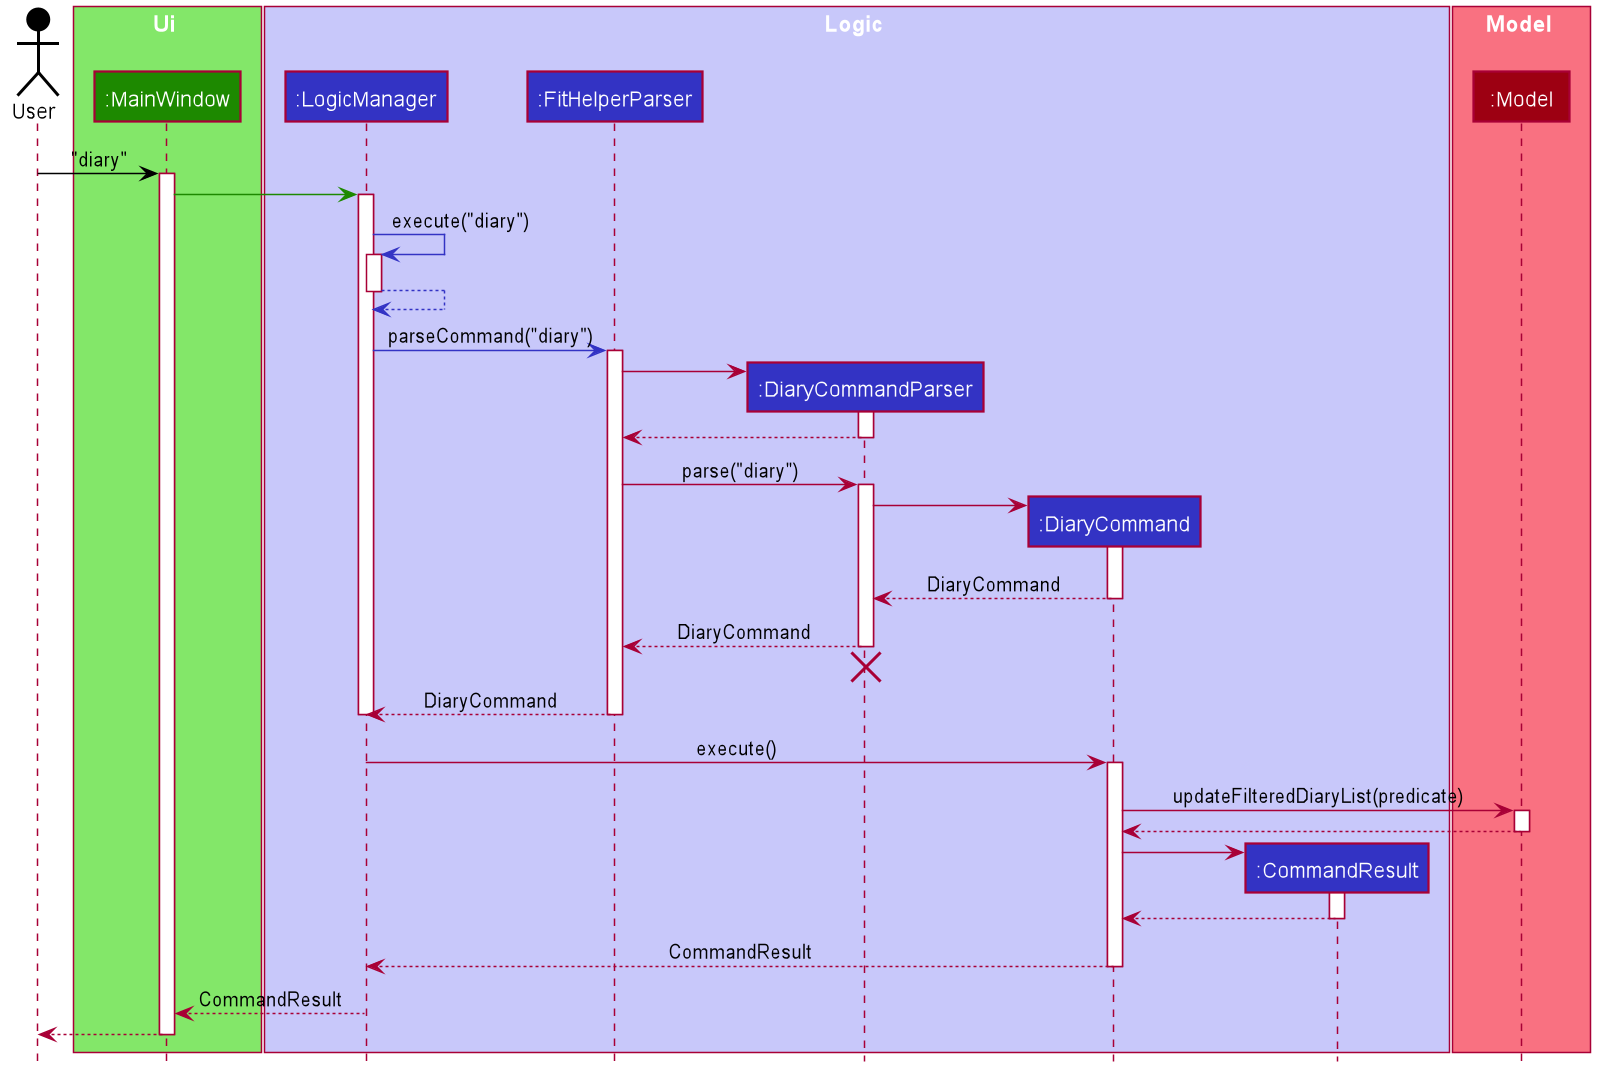 Ui
Logic
Model
User
:MainWindow
:LogicManager
:FitHelperParser
:Model
"diary"
execute("diary")
parseCommand("diary")
:DiaryCommandParser
parse("diary")
:DiaryCommand
DiaryCommand
DiaryCommand
DiaryCommand
execute()
updateFilteredDiaryList(predicate)
:CommandResult
CommandResult
CommandResult